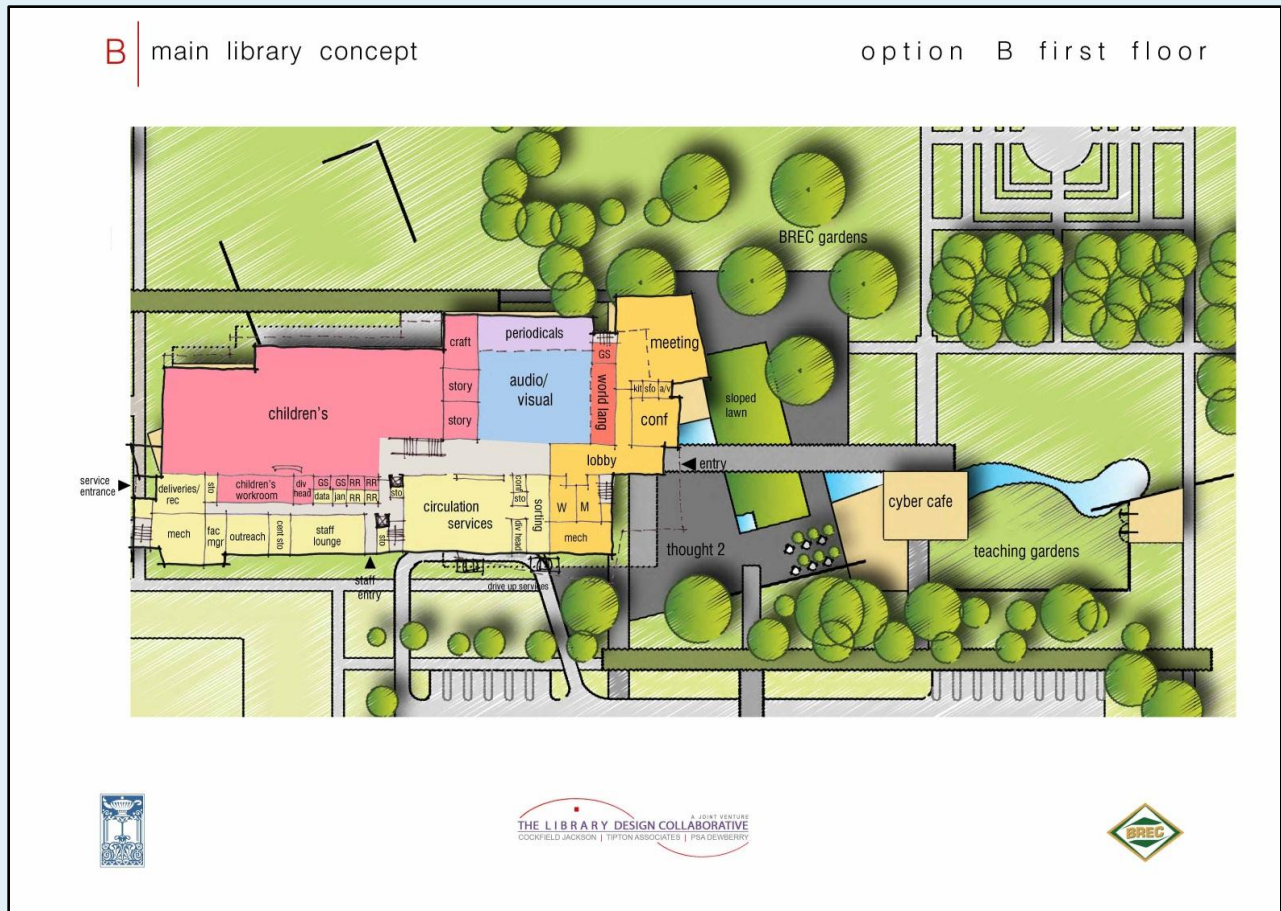 B main library concept
option B first floor
BREC gardens
craft
periodicals
meeting
GS
audio/
visual
world lang
kit sto a/v
story
sloped
lawn
children's
story
conf
lobby
entry
service
entrance
deliveries/
rec
sto
children's
workroom
div
head
GS GS RR RR
data jan RR RR
sto
circulation
services
conf
sto
sorting
W M
cyber cafe
mech
fac
mgr
outreach
cent sto
staff
lounge
sto
div head
mech
thought 2
teaching gardens
staff
entry
drive up services
A JOINT VENTURE
THE LIBRARY DESIGN COLLABORATIVE
COCKFIELD JACKSON | TIPTON ASSOCIATES | PSA DEWBERRY
BREC